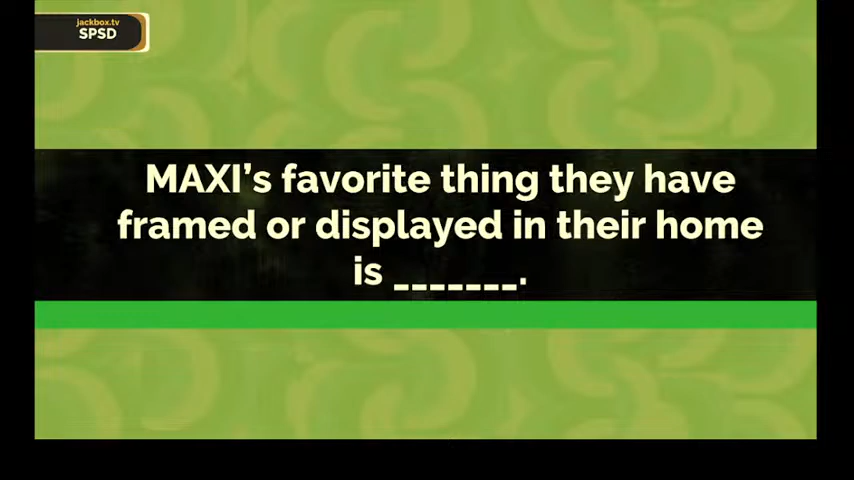 jackbox.tv
SPSD
MAXI's favorite thing they have
framed or displayed in their home
is _______.